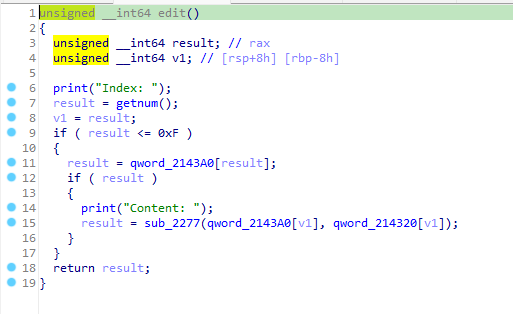 1 unsigned __int64 edit()
2 {
3   unsigned __int64 result; // rax
4   unsigned __int64 v1; // [rsp+8h] [rbp-8h]
5
6   print("Index: ");
7   result = getnum();
8   v1 = result;
9   if ( result <= 0xF )
10   {
11     result = qword_2143A0[result];
12     if ( result )
13     {
14       print("Content: ");
15       result = sub_2277(qword_2143A0[v1], qword_214320[v1]);
16     }
17   }
18   return result;
19 }